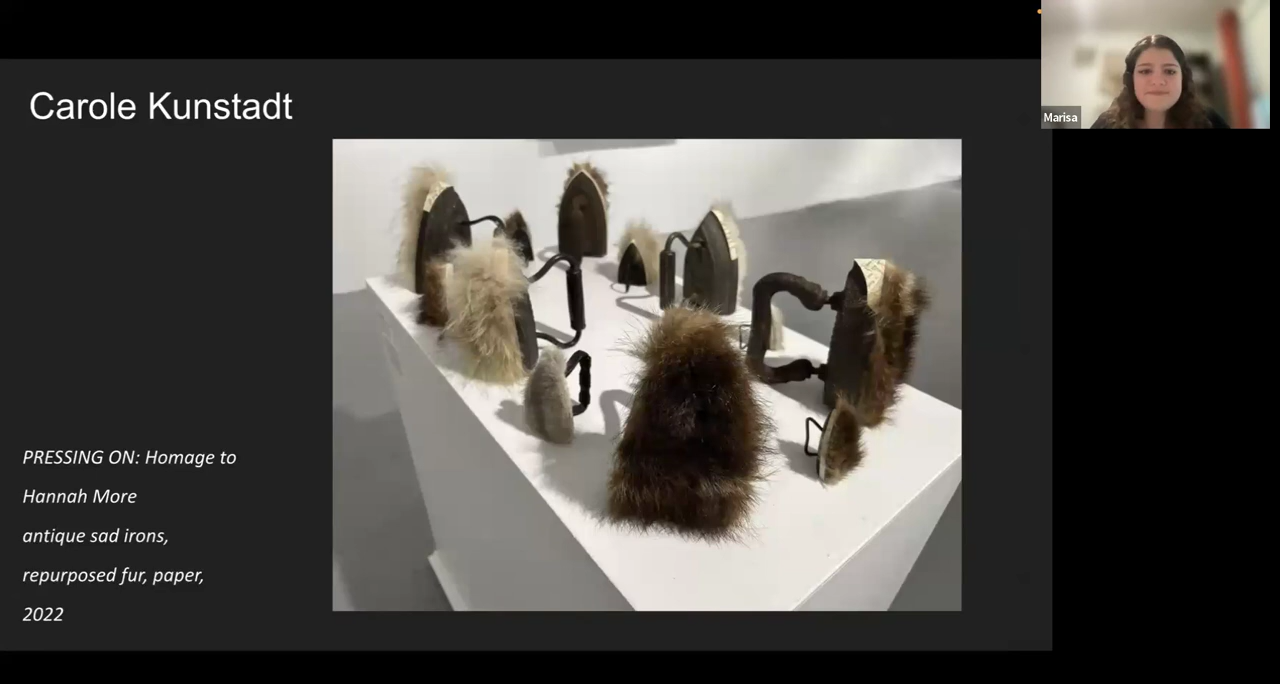 Carole Kunstadt
Marisa
PRESSING ON: Homage to
Hannah More
antique sad irons,
repurposed fur, paper,
2022